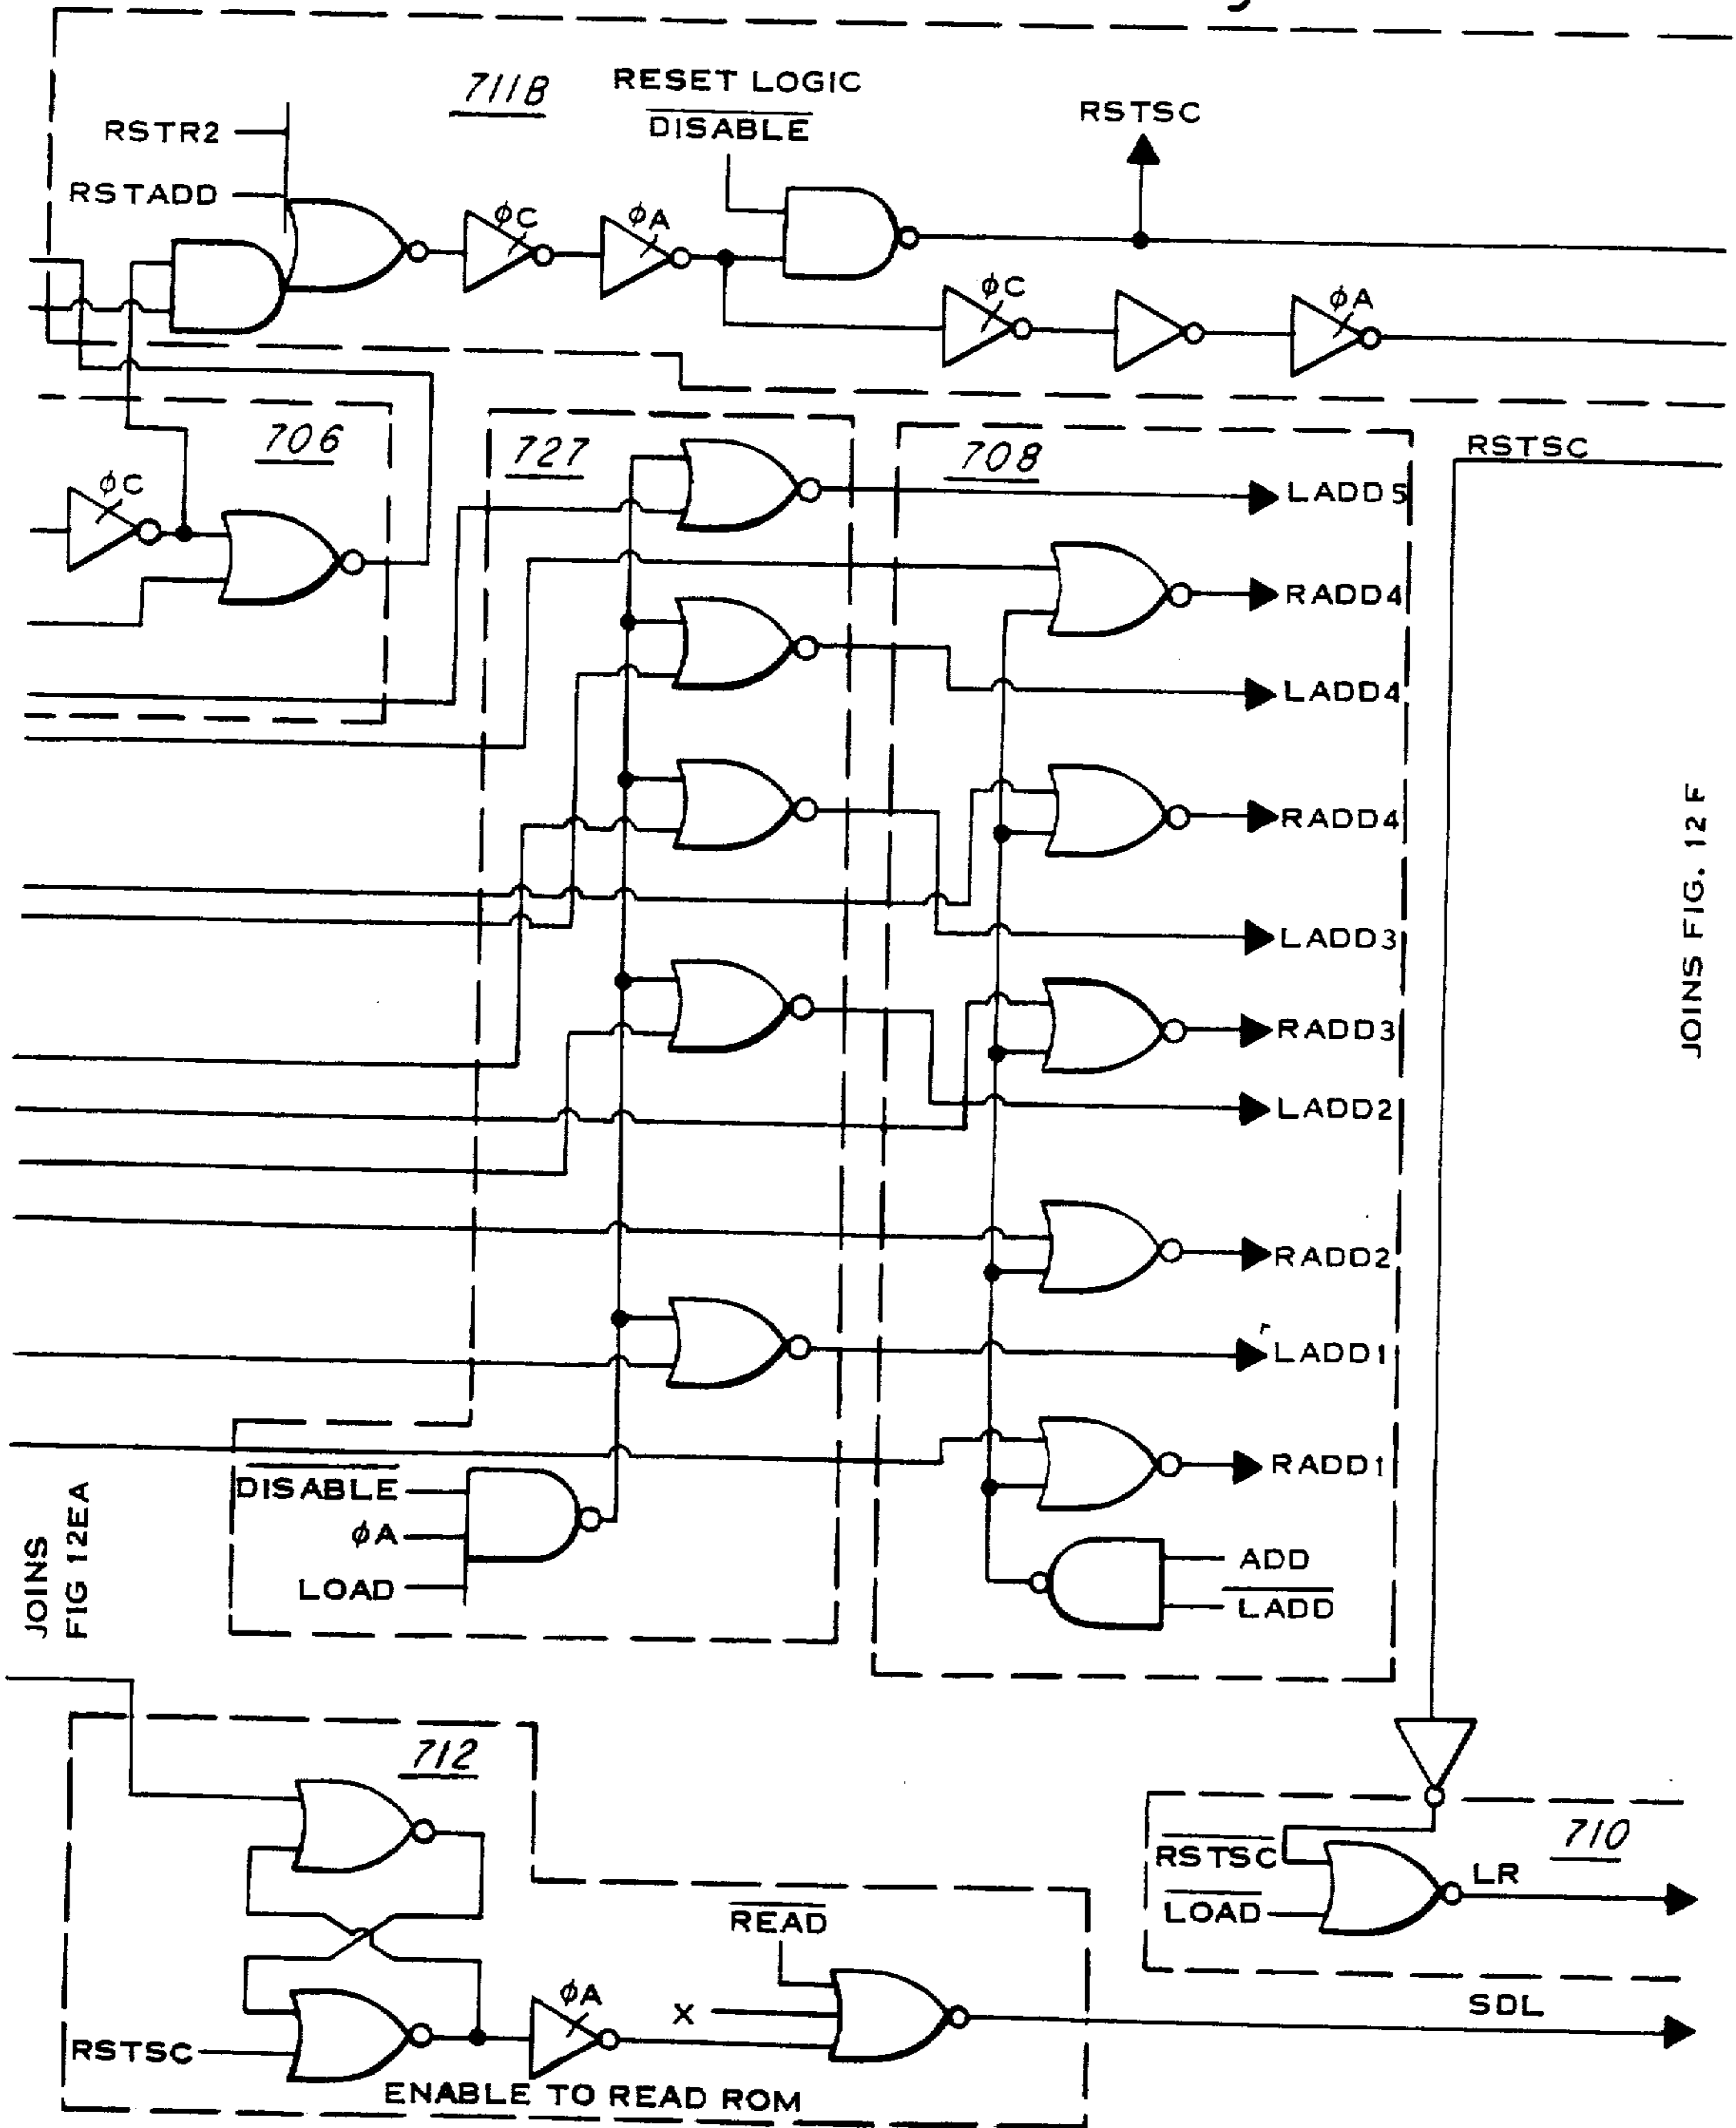 711B
RESET LOGIC
DISABLE
RSTSC
RSTR2
RSTADD
φC
φA
φC
φA
706
727
708
RSTSC
φC
LADD5
RADD4
LADD4
RADD4
LADD3
RADD3
LADD2
RADD2
LADD1
RADD1
JOINS FIG. 12F
JOINS
FIG 12EA
DISABLE
φA
LOAD
ADD
LADD
712
710
RSTSC
LR
LOAD
READ
φA
X
SDL
RSTSC
ENABLE TO READ ROM